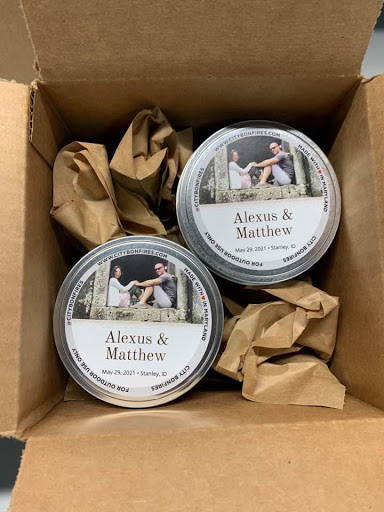 WWW.CITYBONFIRES.COM
MADE WITH ♥ IN MARYLAND
@CITYBONFIRES
Alexus &
Matthew
May 29, 2021 • Stanley, ID
FOR OUTDOOR USE ONLY
CITY BONFIRES
WWW.CITYBONFIRES.COM
MADE WITH ♥ IN MARYLAND
@CITYBONFIRES
Alexus &
Matthew
May 29, 2021 • Stanley, ID
FOR OUTDOOR USE ONLY
CITY BONFIRES